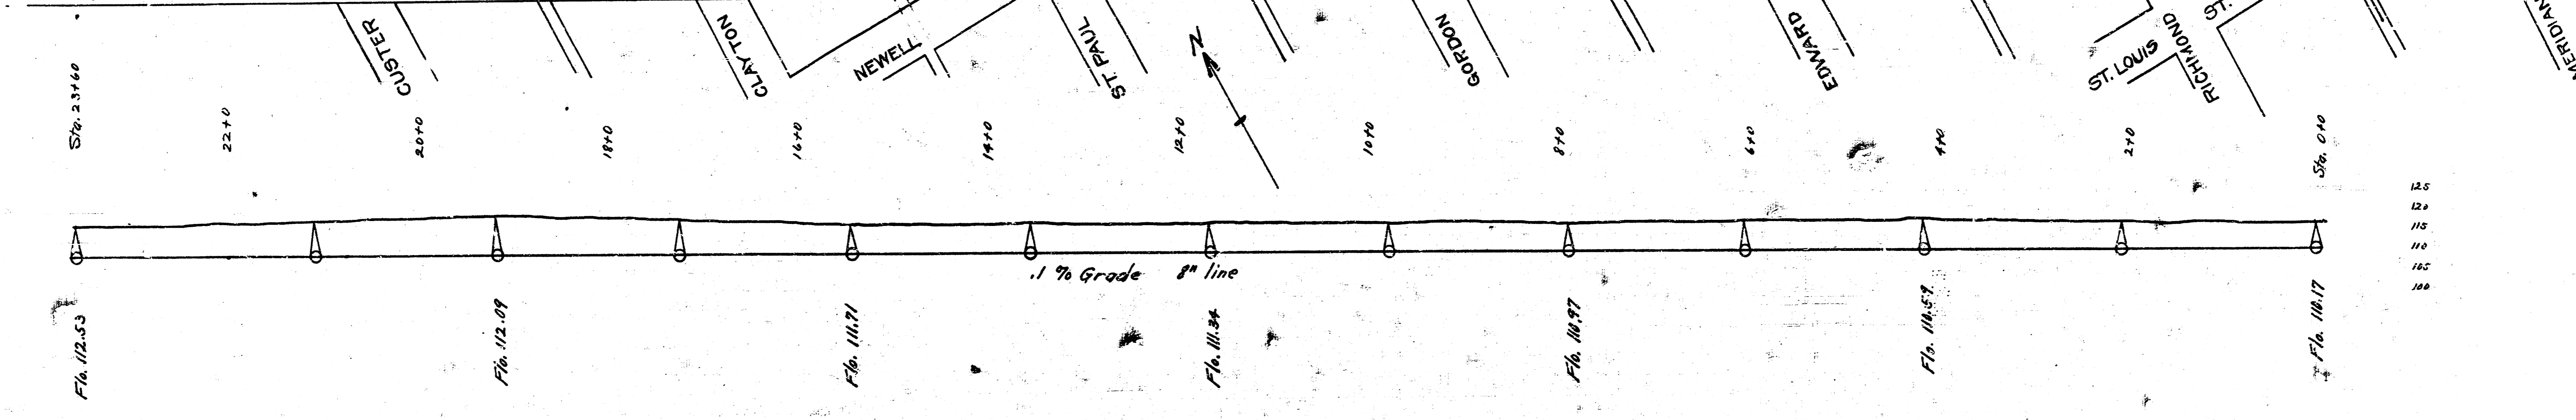 CUSTER
CLAYTON
NEWELL
ST. PAUL
N
GORDON
EDWARD
ST. LOUIS
RICHMOND
ST.
MERIDIAN
Sta. 23+60
22+0
20+0
18+0
16+0
14+0
12+0
10+0
8+0
6+0
4+0
2+0
Sta. 0+0
125
120
115
110
105
100
.1 % Grade 8" line
Flo. 112.53
Flo. 112.09
Flo. 111.71
Flo. 111.34
Flo. 110.97
Flo. 110.59
Flo. 110.17